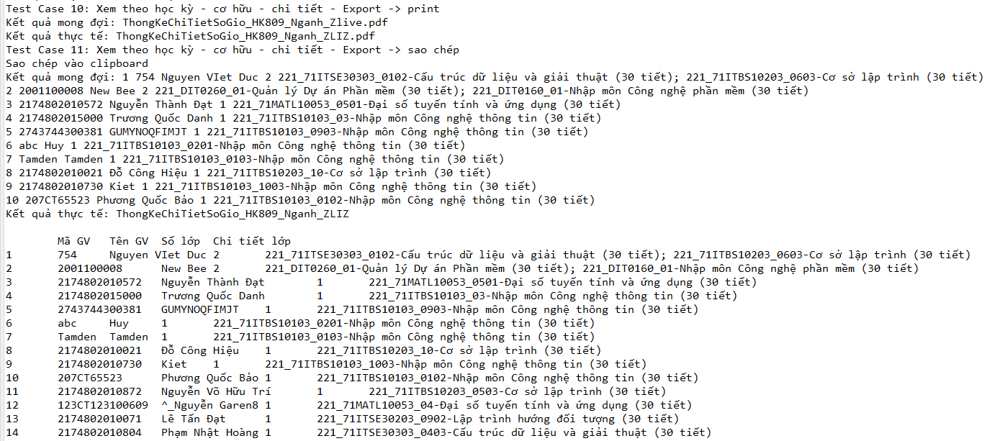 Test Case 10: Xem theo học kỳ - cơ hữu - chi tiết - Export -> print
Kết quả mong đợi: ThongKeChiTietSoGio_HK809_Nganh_Zlive.pdf
Kết quả thực tế: ThongKeChiTietSoGio_HK809_Nganh_ZLIZ.pdf
Test Case 11: Xem theo học kỳ - cơ hữu - chi tiết - Export -> sao chép
Sao chép vào clipboard
Kết quả mong đợi: 1 754 Nguyen VIet Duc 2 221_71ITSE30303_0102-Cấu trúc dữ liệu và giải thuật (30 tiết); 221_71ITBS10203_0603-Cơ sở lập trình (30 tiết)
2 2001100008 New Bee 2 221_DIT0260_01-Quản lý Dự án Phần mềm (30 tiết); 221_DIT0160_01-Nhập môn Công nghệ phần mềm (30 tiết)
3 2174802010572 Nguyễn Thành Đạt 1 221_71MATL10053_0501-Đại số tuyến tính và ứng dụng (30 tiết)
4 2174802015000 Trương Quốc Danh 1 221_71ITBS10103_03-Nhập môn Công nghệ thông tin (30 tiết)
5 2743744300381 GUMYNOQFIMJT 1 221_71ITBS10103_0903-Nhập môn Công nghệ thông tin (30 tiết)
6 abc Huy 1 221_71ITBS10103_0201-Nhập môn Công nghệ thông tin (30 tiết)
7 Tamden Tamden 1 221_71ITBS10103_0103-Nhập môn Công nghệ thông tin (30 tiết)
8 2174802010021 Đỗ Công Hiệu 1 221_71ITBS10203_10-Cơ sở lập trình (30 tiết)
9 2174802010730 Kiet 1 221_71ITBS10103_1003-Nhập môn Công nghệ thông tin (30 tiết)
10 207CT65523 Phương Quốc Bảo 1 221_71ITBS10103_0102-Nhập môn Công nghệ thông tin (30 tiết)
Kết quả thực tế: ThongKeChiTietSoGio_HK809_Nganh_ZLIZ
Mã GV Tên GV Số lớp Chi tiết lớp
1 754 Nguyen VIet Duc 2 221_71ITSE30303_0102-Cấu trúc dữ liệu và giải thuật (30 tiết); 221_71ITBS10203_0603-Cơ sở lập trình (30 tiết)
2 2001100008 New Bee 2 221_DIT0260_01-Quản lý Dự án Phần mềm (30 tiết); 221_DIT0160_01-Nhập môn Công nghệ phần mềm (30 tiết)
3 2174802010572 Nguyễn Thành Đạt 1 221_71MATL10053_0501-Đại số tuyến tính và ứng dụng (30 tiết)
4 2174802015000 Trương Quốc Danh 1 221_71ITBS10103_03-Nhập môn Công nghệ thông tin (30 tiết)
5 2743744300381 GUMYNOQFIMJT 1 221_71ITBS10103_0903-Nhập môn Công nghệ thông tin (30 tiết)
6 abc Huy 1 221_71ITBS10103_0201-Nhập môn Công nghệ thông tin (30 tiết)
7 Tamden Tamden 1 221_71ITBS10103_0103-Nhập môn Công nghệ thông tin (30 tiết)
8 2174802010021 Đỗ Công Hiệu 1 221_71ITBS10203_10-Cơ sở lập trình (30 tiết)
9 2174802010730 Kiet 1 221_71ITBS10103_1003-Nhập môn Công nghệ thông tin (30 tiết)
10 207CT65523 Phương Quốc Bảo 1 221_71ITBS10103_0102-Nhập môn Công nghệ thông tin (30 tiết)
11 2174802010872 Nguyễn Võ Hữu Trí 1 221_71ITBS10203_0503-Cơ sở lập trình (30 tiết)
12 123CT123100609 ^_Nguyễn Garen8 1 221_71MATL10053_04-Đại số tuyến tính và ứng dụng (30 tiết)
13 2174802010071 Lê Tấn Đạt 1 221_71ITSE30203_0902-Lập trình hướng đối tượng (30 tiết)
14 2174802010804 Phạm Nhật Hoàng 1 221_71ITSE30303_0403-Cấu trúc dữ liệu và giải thuật (30 tiết)